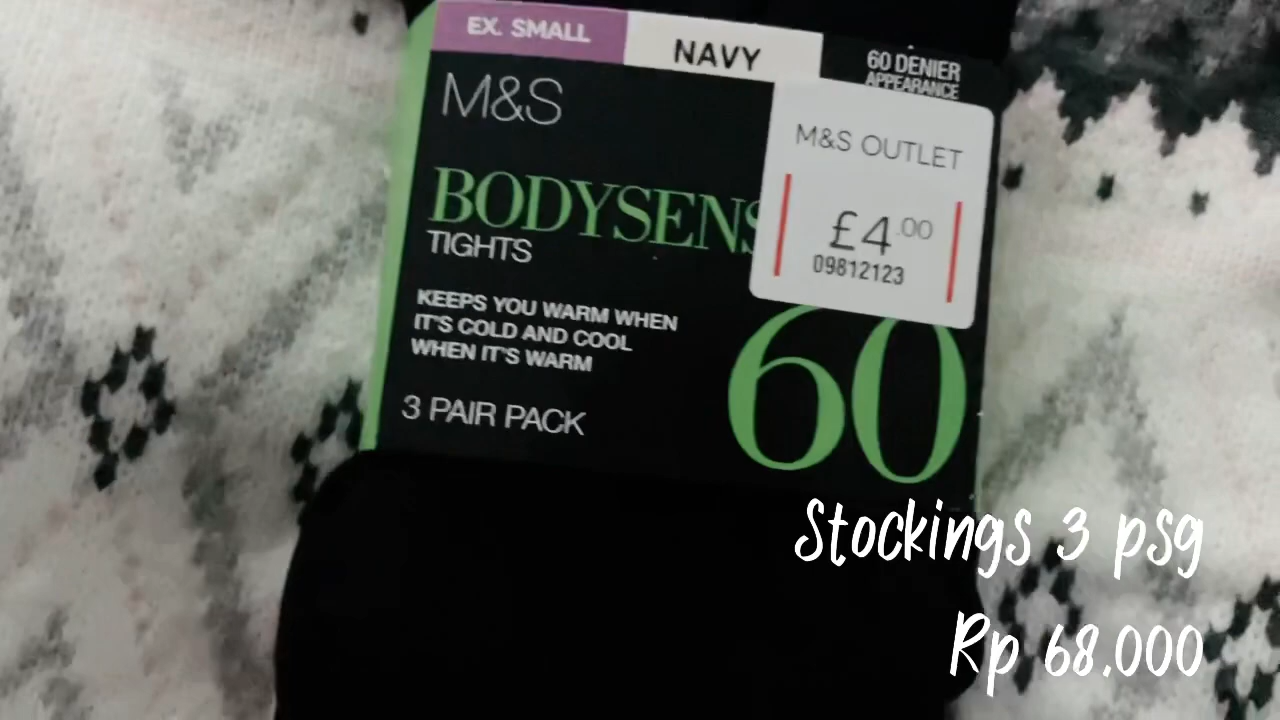 EX. SMALL
NAVY
60 DENIER
APPEARANCE
M&S
M&S OUTLET
£4.00
09812123
BODYSENS
TIGHTS
KEEPS YOU WARM WHEN
IT'S COLD AND COOL
WHEN IT'S WARM
3 PAIR PACK
60
Stockings 3 psg
Rp 68.000